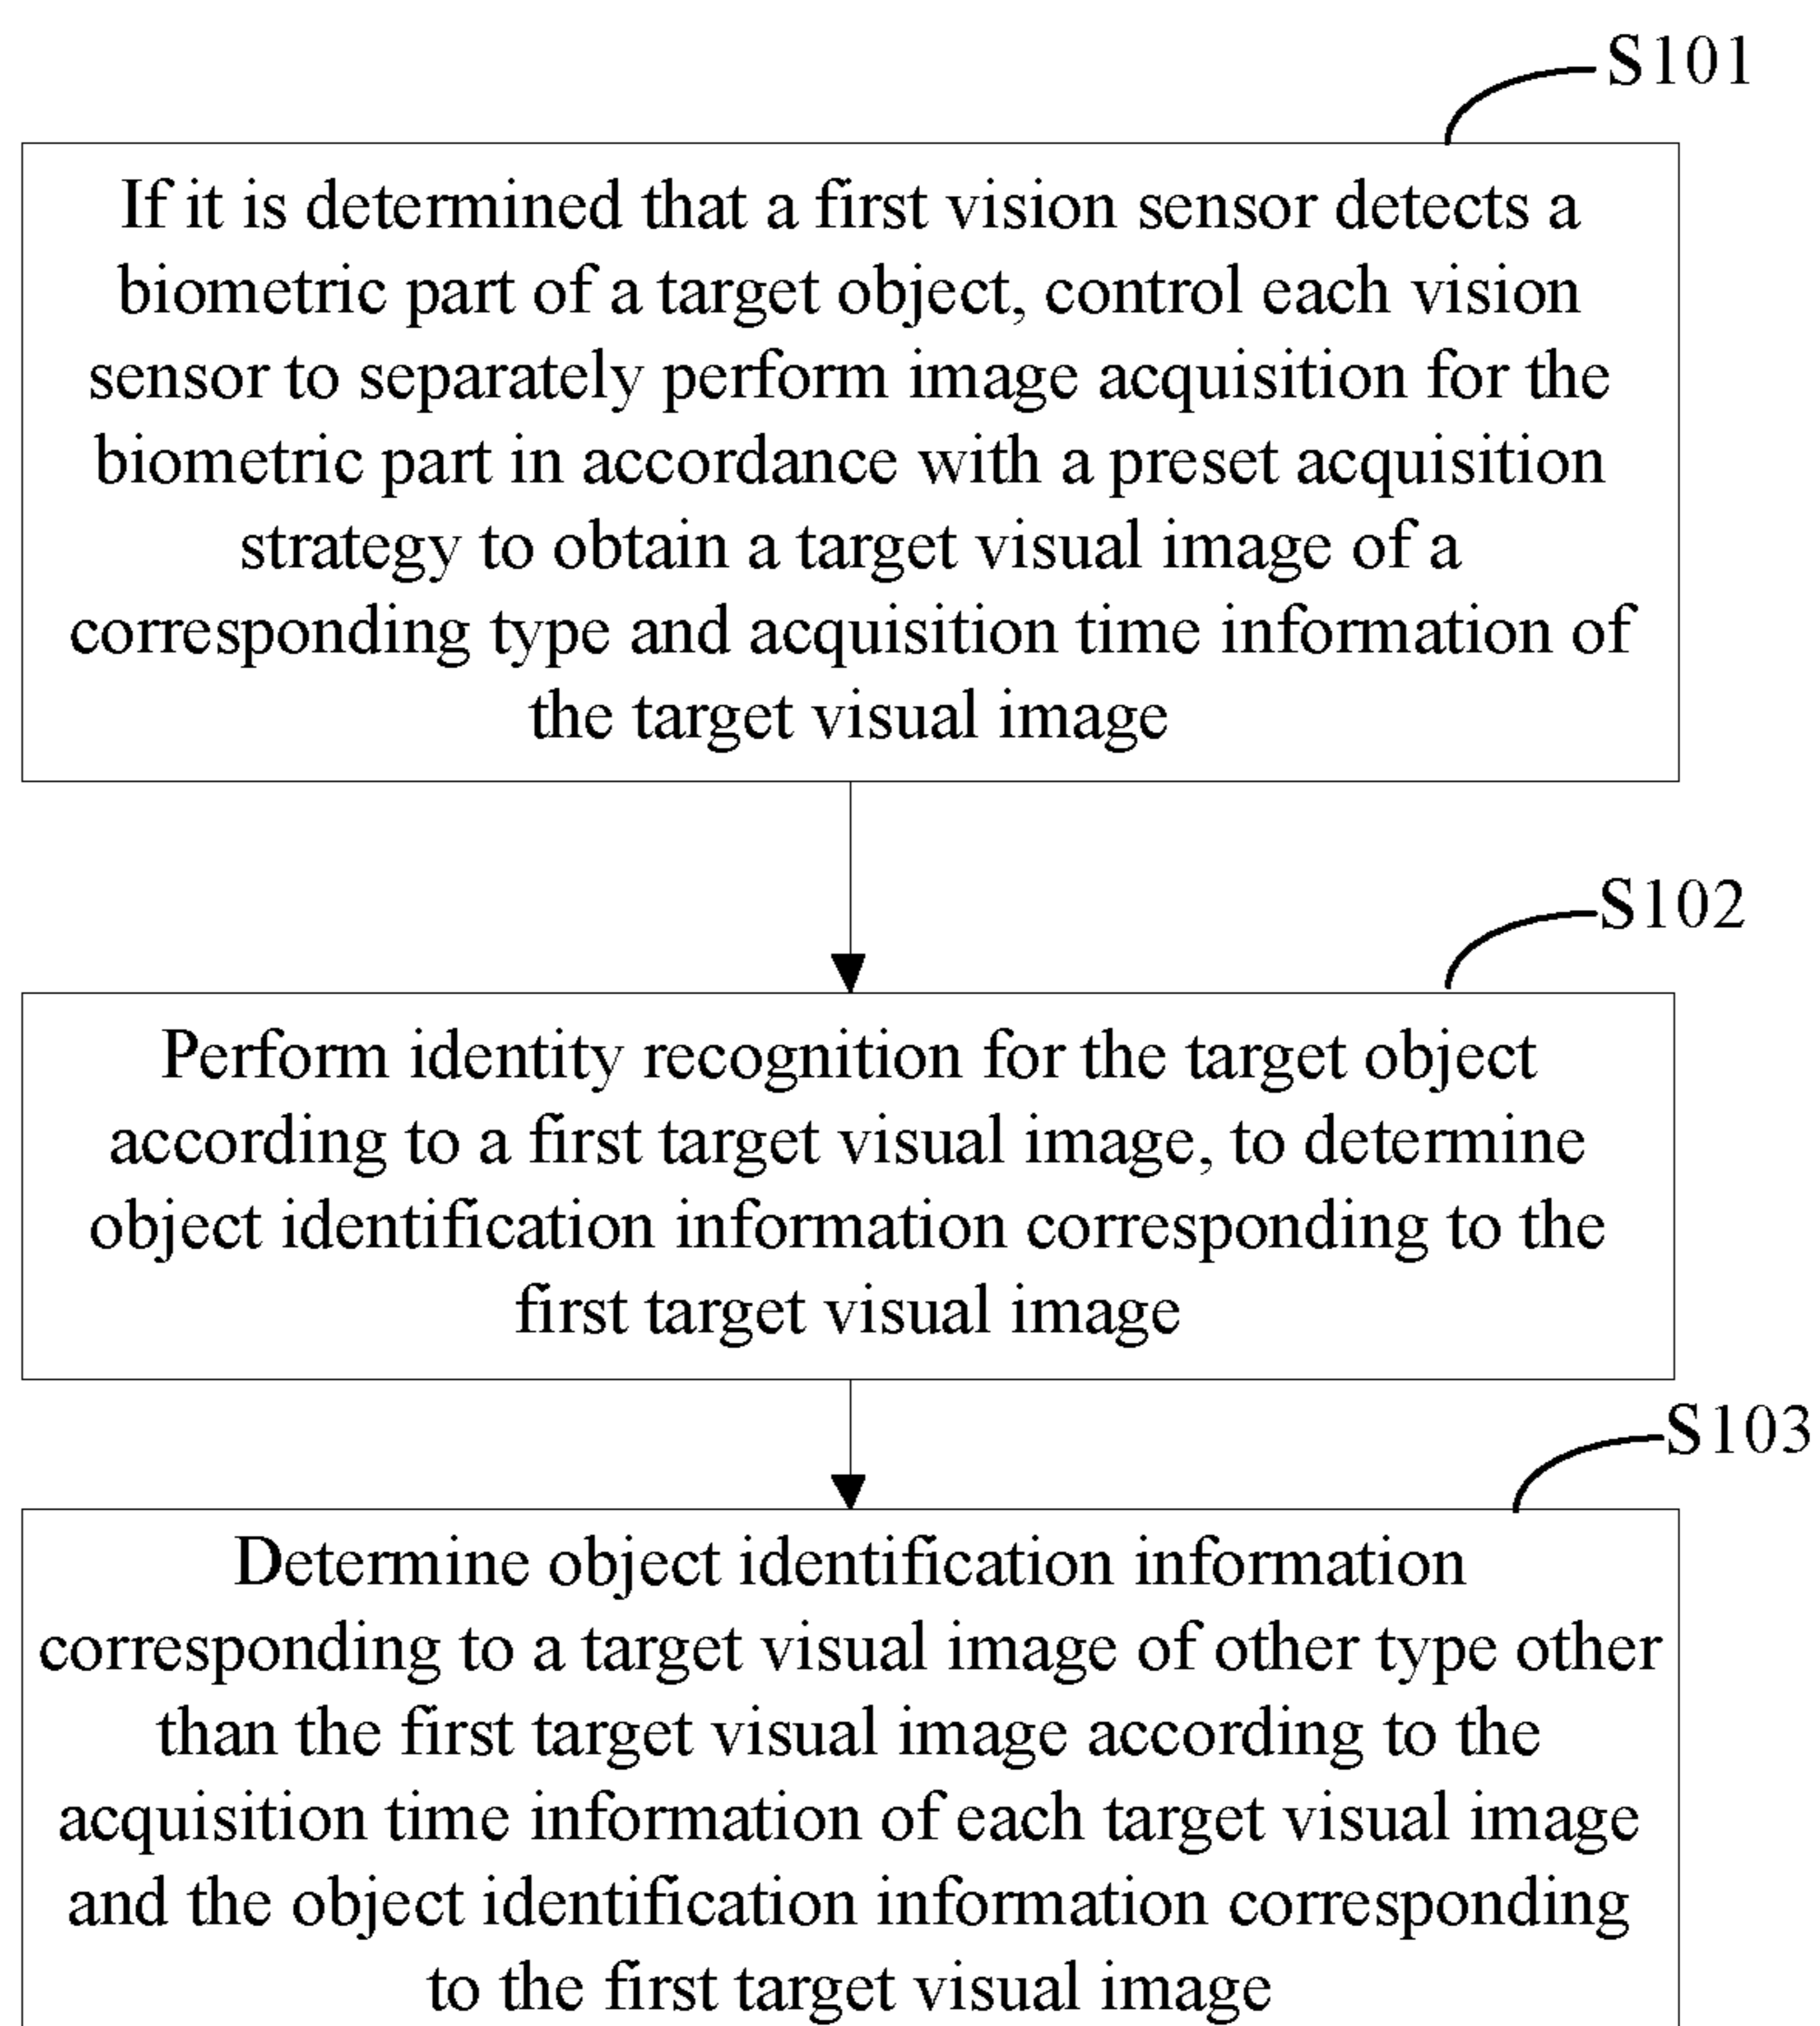 S101
If it is determined that a first vision sensor detects a
biometric part of a target object, control each vision
sensor to separately perform image acquisition for the
biometric part in accordance with a preset acquisition
strategy to obtain a target visual image of a
corresponding type and acquisition time information of
the target visual image
S102
Perform identity recognition for the target object
according to a first target visual image, to determine
object identification information corresponding to the
first target visual image
S103
Determine object identification information
corresponding to a target visual image of other type other
than the first target visual image according to the
acquisition time information of each target visual image
and the object identification information corresponding
to the first target visual image